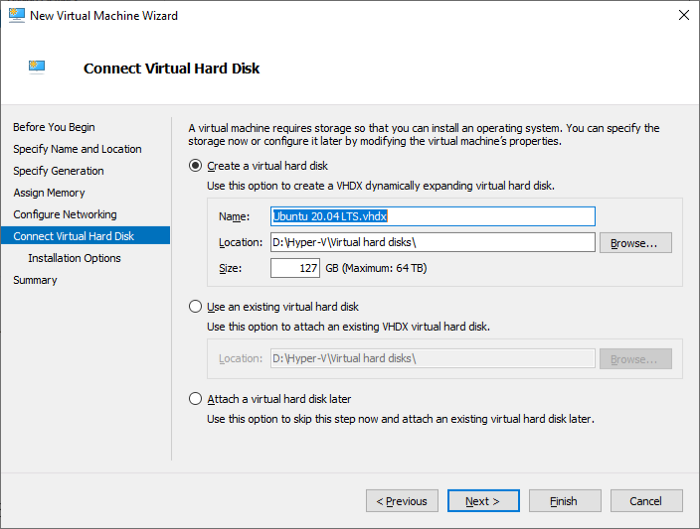 New Virtual Machine Wizard
Connect Virtual Hard Disk
Before You Begin
Specify Name and Location
Specify Generation
Assign Memory
Configure Networking
Connect Virtual Hard Disk
Installation Options
Summary
A virtual machine requires storage so that you can install an operating system. You can specify the
storage now or configure it later by modifying the virtual machine's properties.
Create a virtual hard disk
Use this option to create a VHDX dynamically expanding virtual hard disk.
Name: Ubuntu 20.04 LTS.vhdx
Location: D:\Hyper-V\Virtual hard disks\ Browse...
Size: 127 GB (Maximum: 64 TB)
Use an existing virtual hard disk
Use this option to attach an existing VHDX virtual hard disk.
Location: D:\Hyper-V\Virtual hard disks\ Browse...
Attach a virtual hard disk later
Use this option to skip this step now and attach an existing virtual hard disk later.
< Previous Next > Finish Cancel